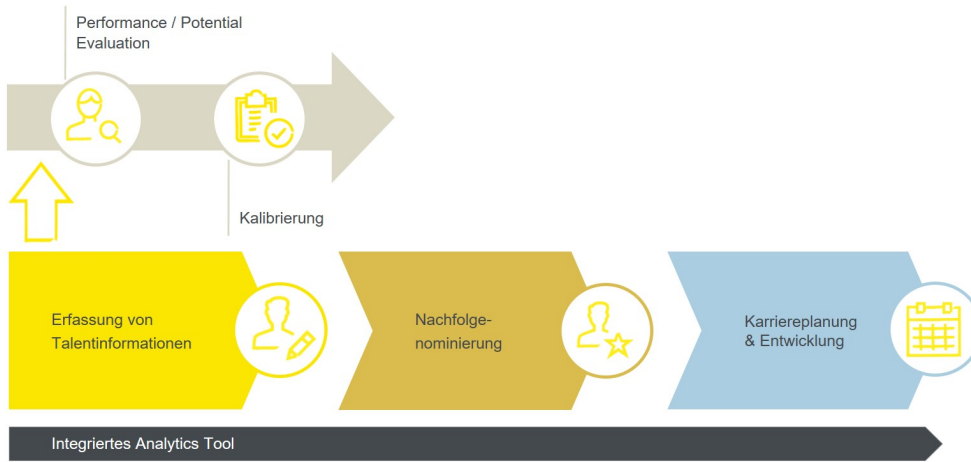 Performance / Potential
Evaluation
Kalibrierung
Erfassung von
Talentinformationen
Nachfolge-
nominierung
Karriereplanung
& Entwicklung
Integriertes Analytics Tool